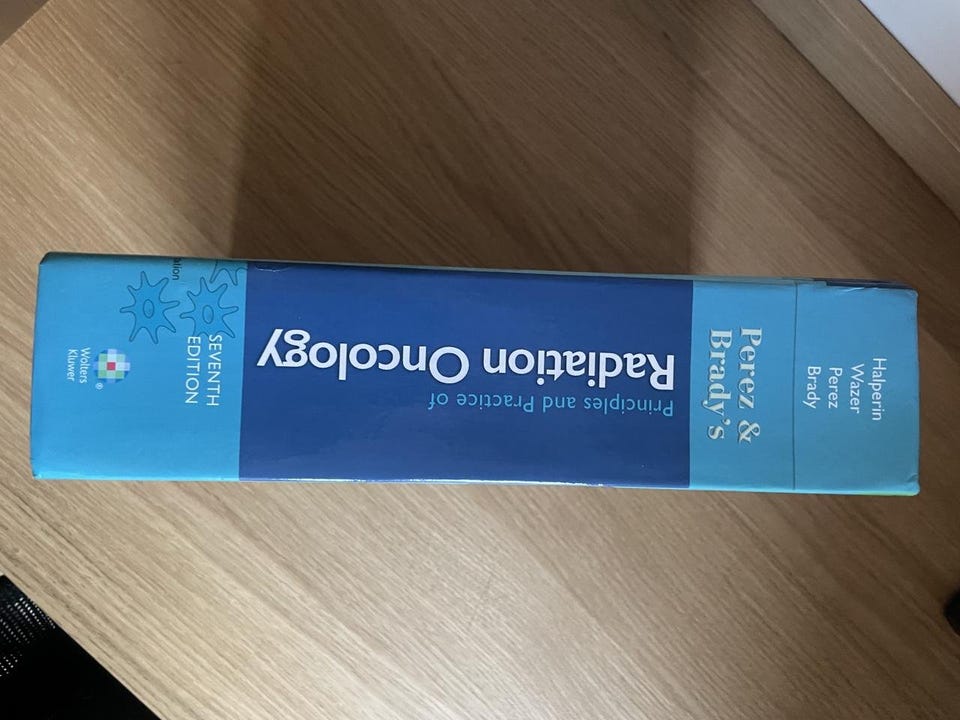 Halperin
Wazer
Perez
Brady
Perez &
Brady's
Principles and Practice of
Radiation Oncology
SEVENTH
EDITION
Wolters
Kluwer
®